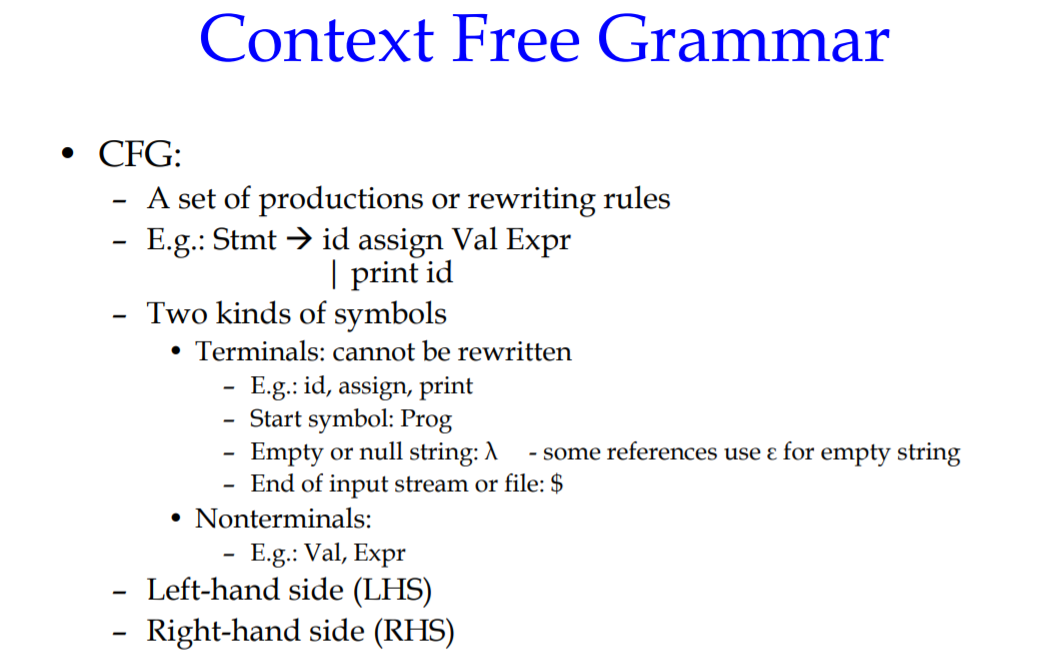 Context Free Grammar
• CFG:
– A set of productions or rewriting rules
– E.g.: Stmt → id assign Val Expr
| print id
– Two kinds of symbols
• Terminals: cannot be rewritten
– E.g.: id, assign, print
– Start symbol: Prog
– Empty or null string: λ - some references use ε for empty string
– End of input stream or file: $
• Nonterminals:
– E.g.: Val, Expr
– Left-hand side (LHS)
– Right-hand side (RHS)